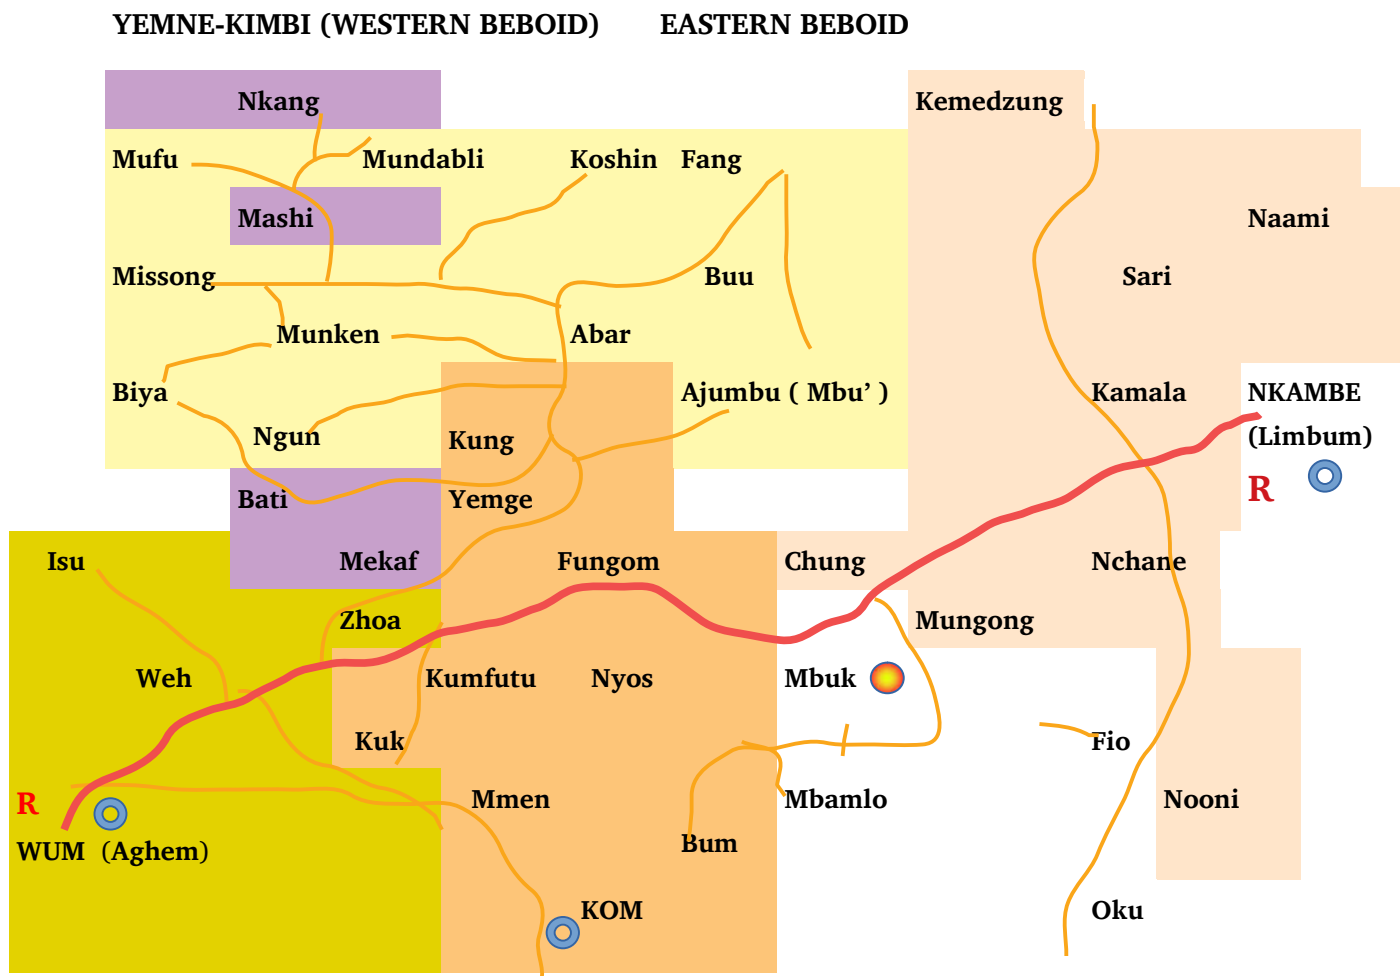 YEMNE-KIMBI (WESTERN BEBOID) EASTERN BEBOID
Nkang Kemedzung
Mufu Mundabli Koshin Fang
Mashi Naami
Missong Buu Sari
Munken Abar
Biya Ajumbu ( Mbu’ ) Kamala NKAMBE
Ngun Kung (Limbum)
Bati Yemge R
Isu Mekaf Fungom Chung Nchane
Zhoa Mungong
Weh Kumfutu Nyos Mbuk
Kuk Fio
R Mmen Mbamlo Nooni
WUM (Aghem) Bum
KOM Oku